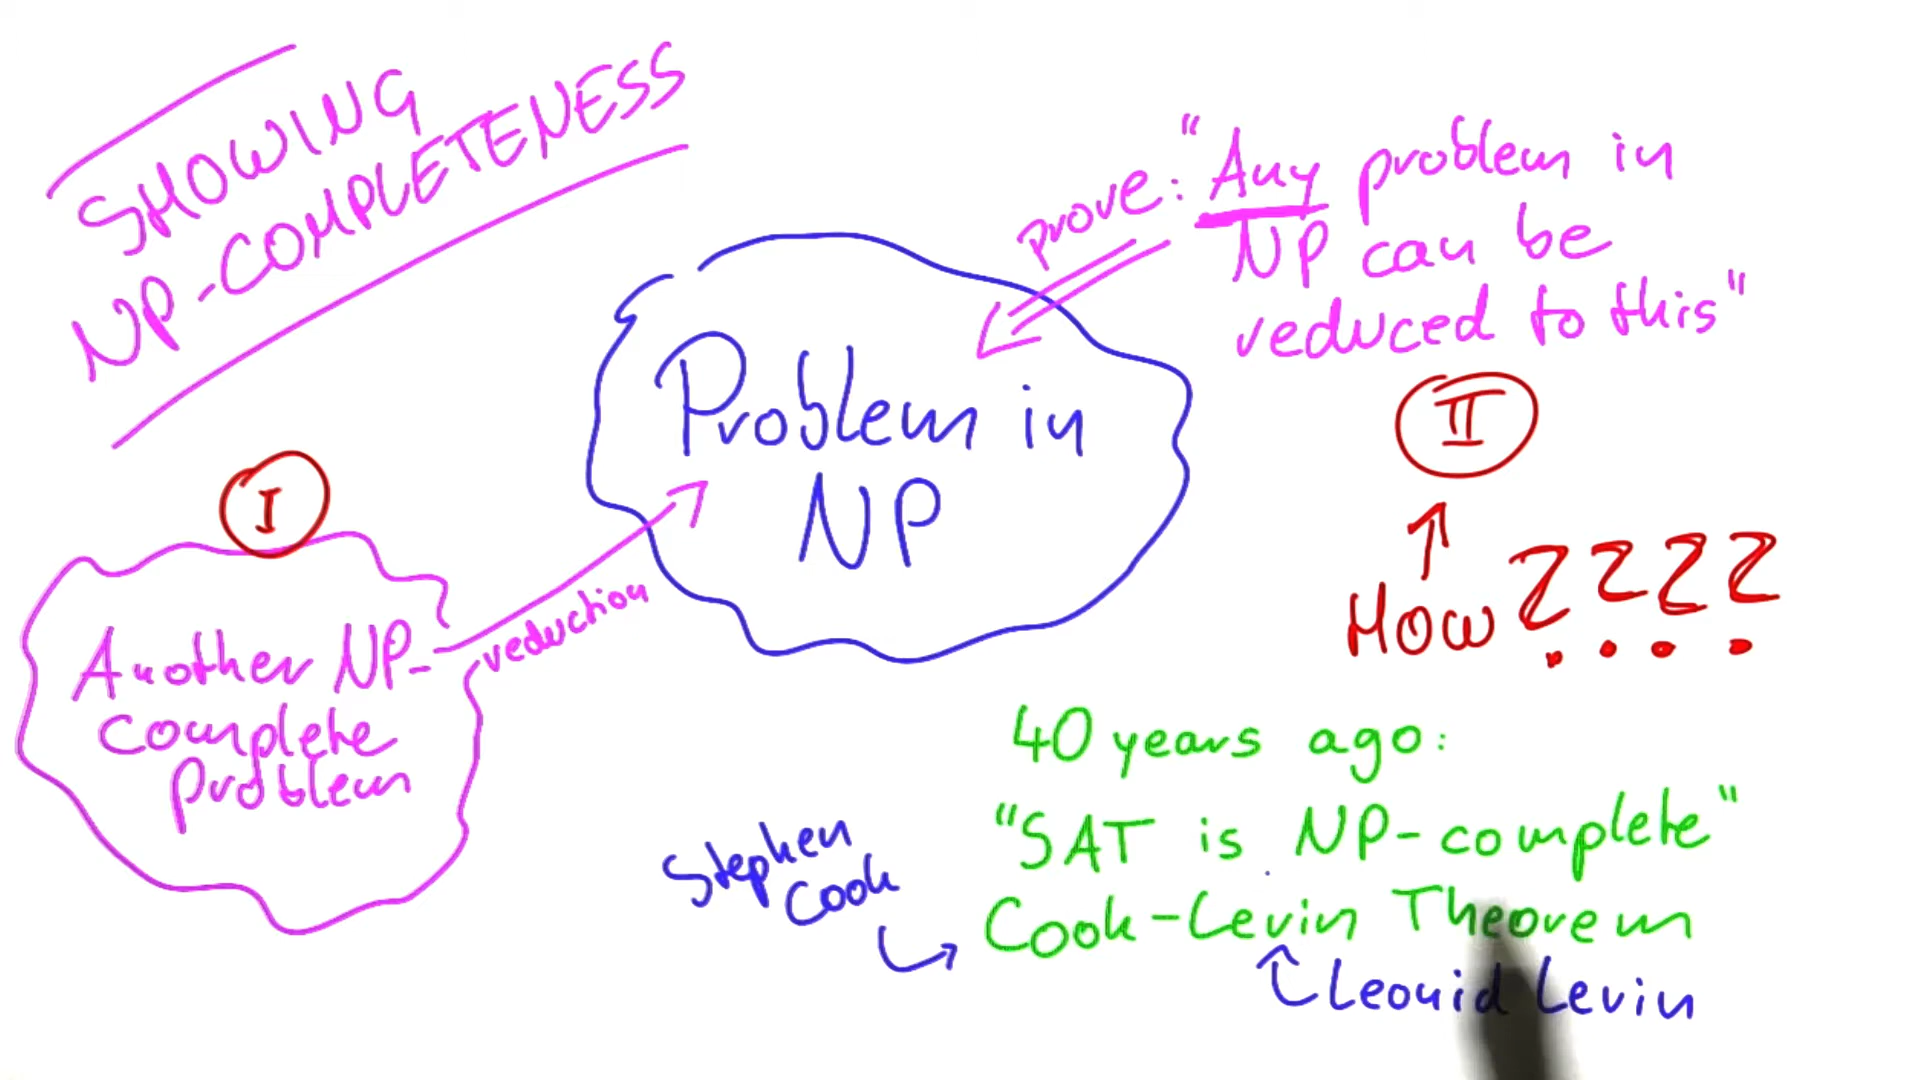 SHOWING
NP-COMPLETENESS
prove: "Any problem in
NP can be
reduced to this"
II
How ????
Problem in
NP
I
Another NP-
complete
problem
reduction
40 years ago:
"SAT is NP-complete"
Cook-Levin Theorem
Stephen
Cook
Leonid Levin